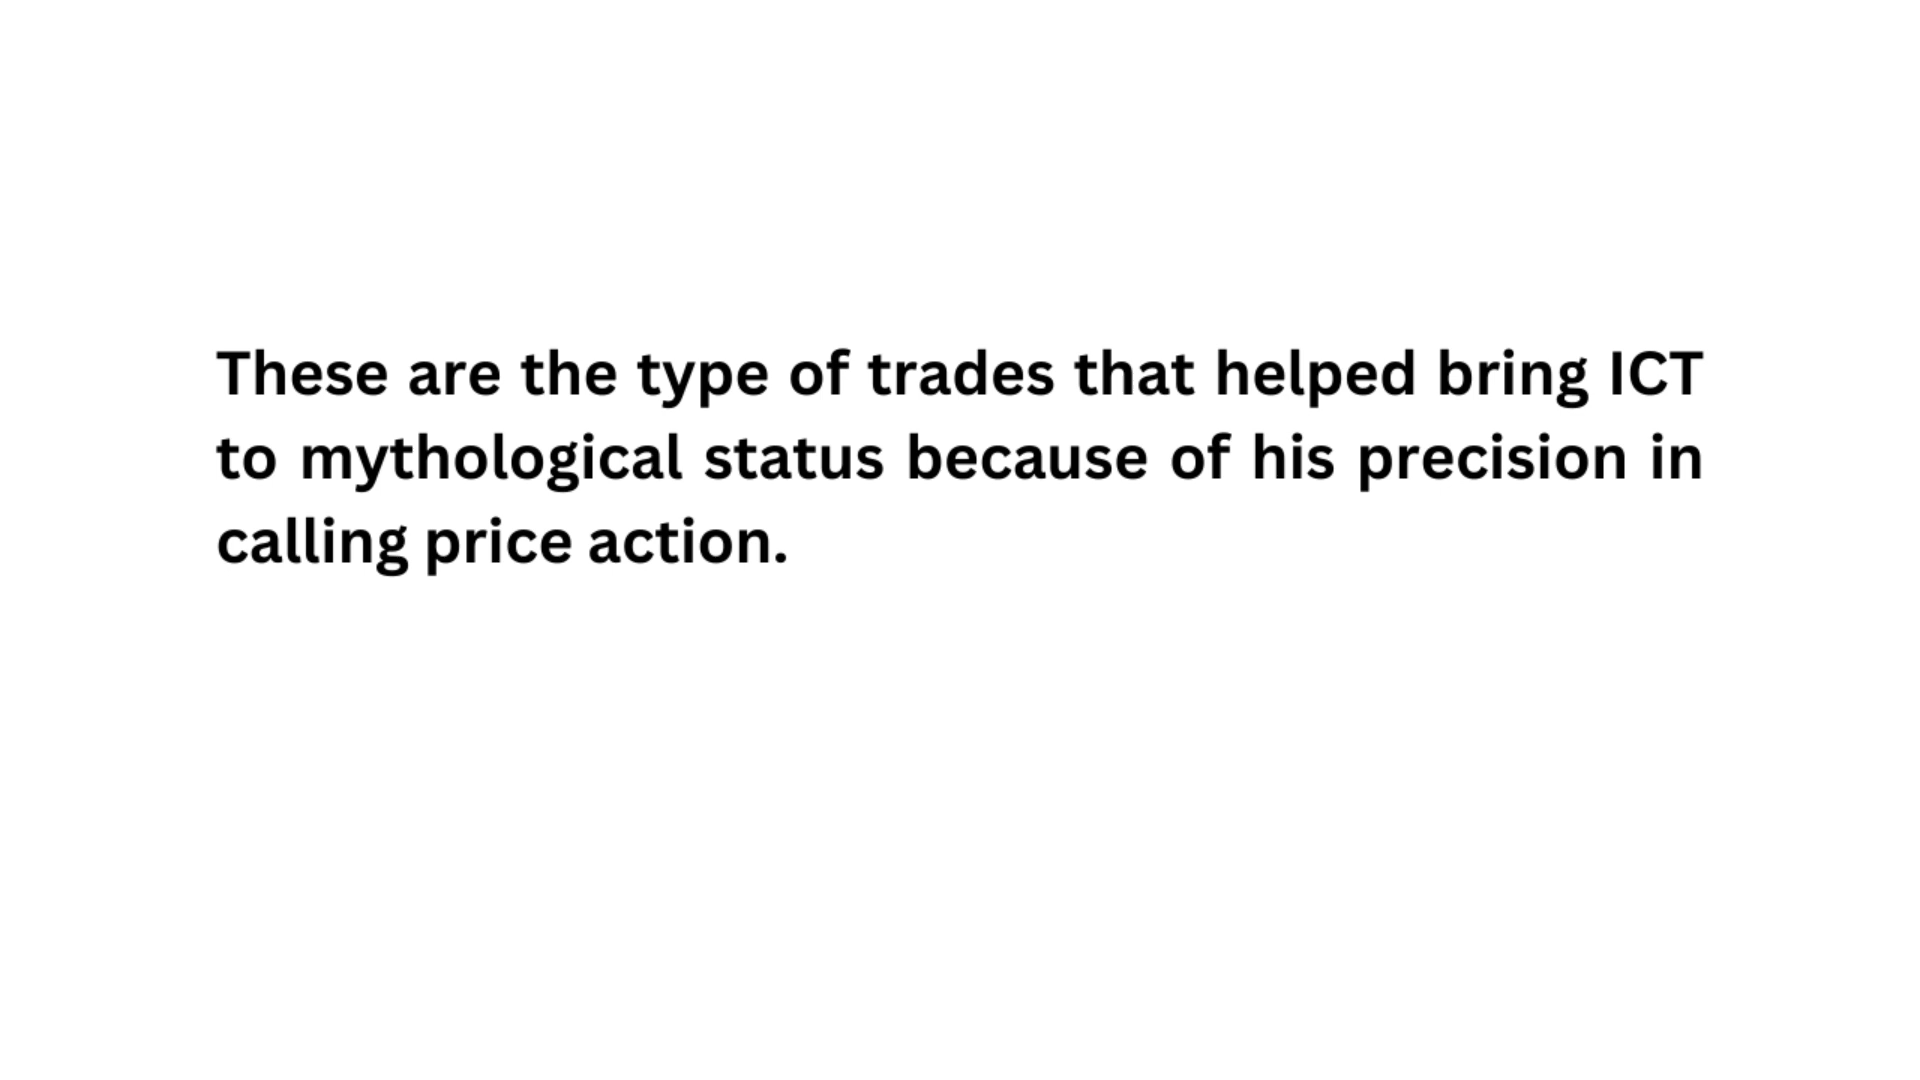 These are the type of trades that helped bring ICT
to mythological status because of his precision in
calling price action.